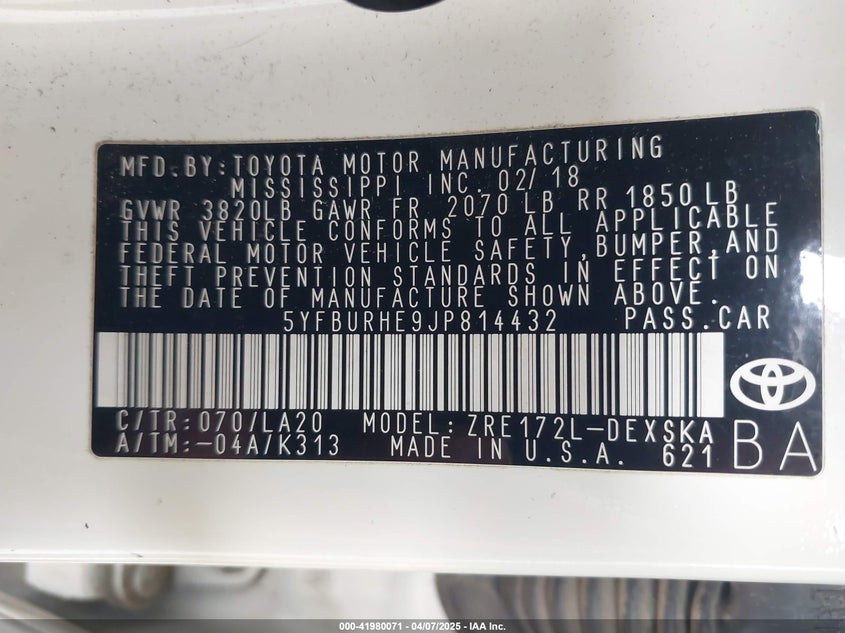 MFD.BY:TOYOTA MOTOR MANUFACTURING
MISSISSIPPI INC. 02/18
GVWR 3820LB GAWR FR 2070 LB RR 1850LB
THIS VEHICLE CONFORMS TO ALL APPLICABLE
FEDERAL MOTOR VEHICLE SAFETY,BUMPER,AND
THEFT PREVENTION STANDARDS IN EFFECT ON
THE DATE OF MANUFACTURE SHOWN ABOVE.
5YFBURHE9JP814432 PASS.CAR
C/TR:070/LA20 MODEL:ZRE172L-DEXSKA
A/TM:-04A/K313 MADE IN U.S.A. 621 BA
000-41980071 - 04/07/2025 - IAA Inc.